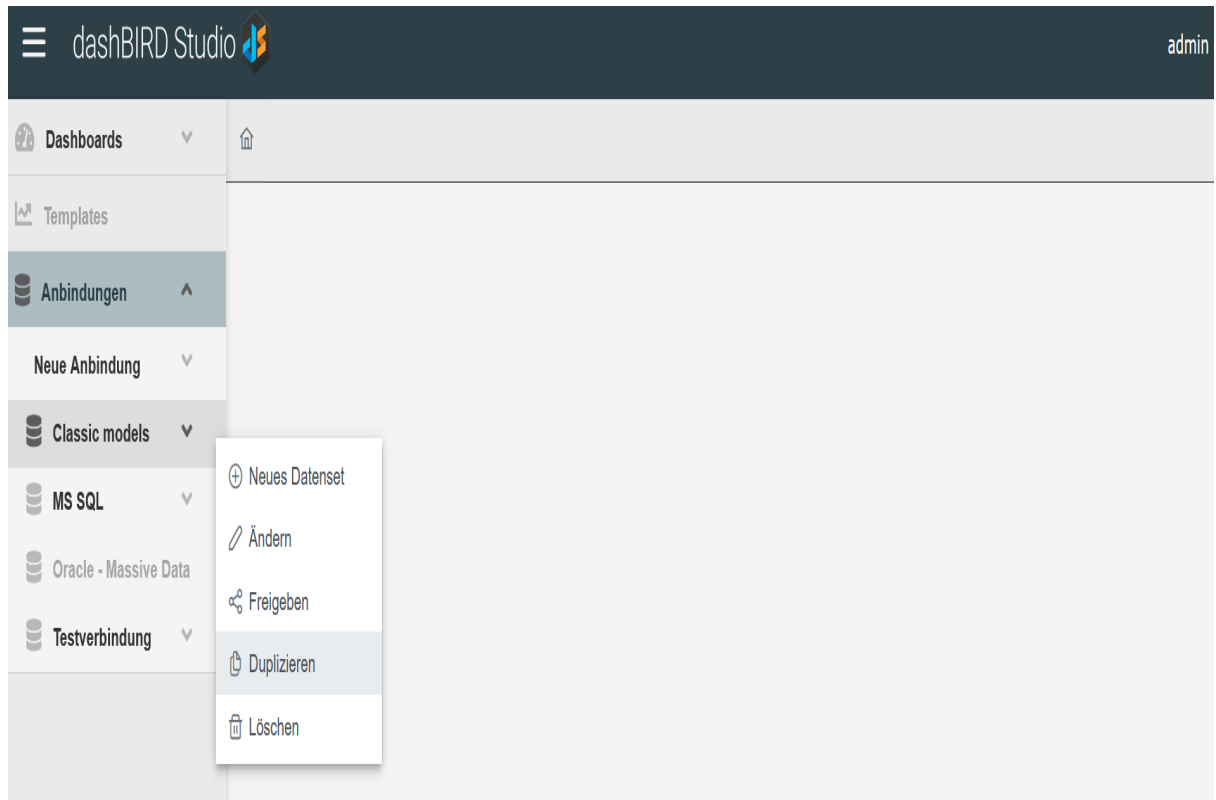 dashBIRD Studio
admin
Dashboards
Templates
Anbindungen
Neue Anbindung
Classic models
MS SQL
Oracle - Massive Data
Testverbindung
Neues Datenset
Ändern
Freigeben
Duplizieren
Löschen